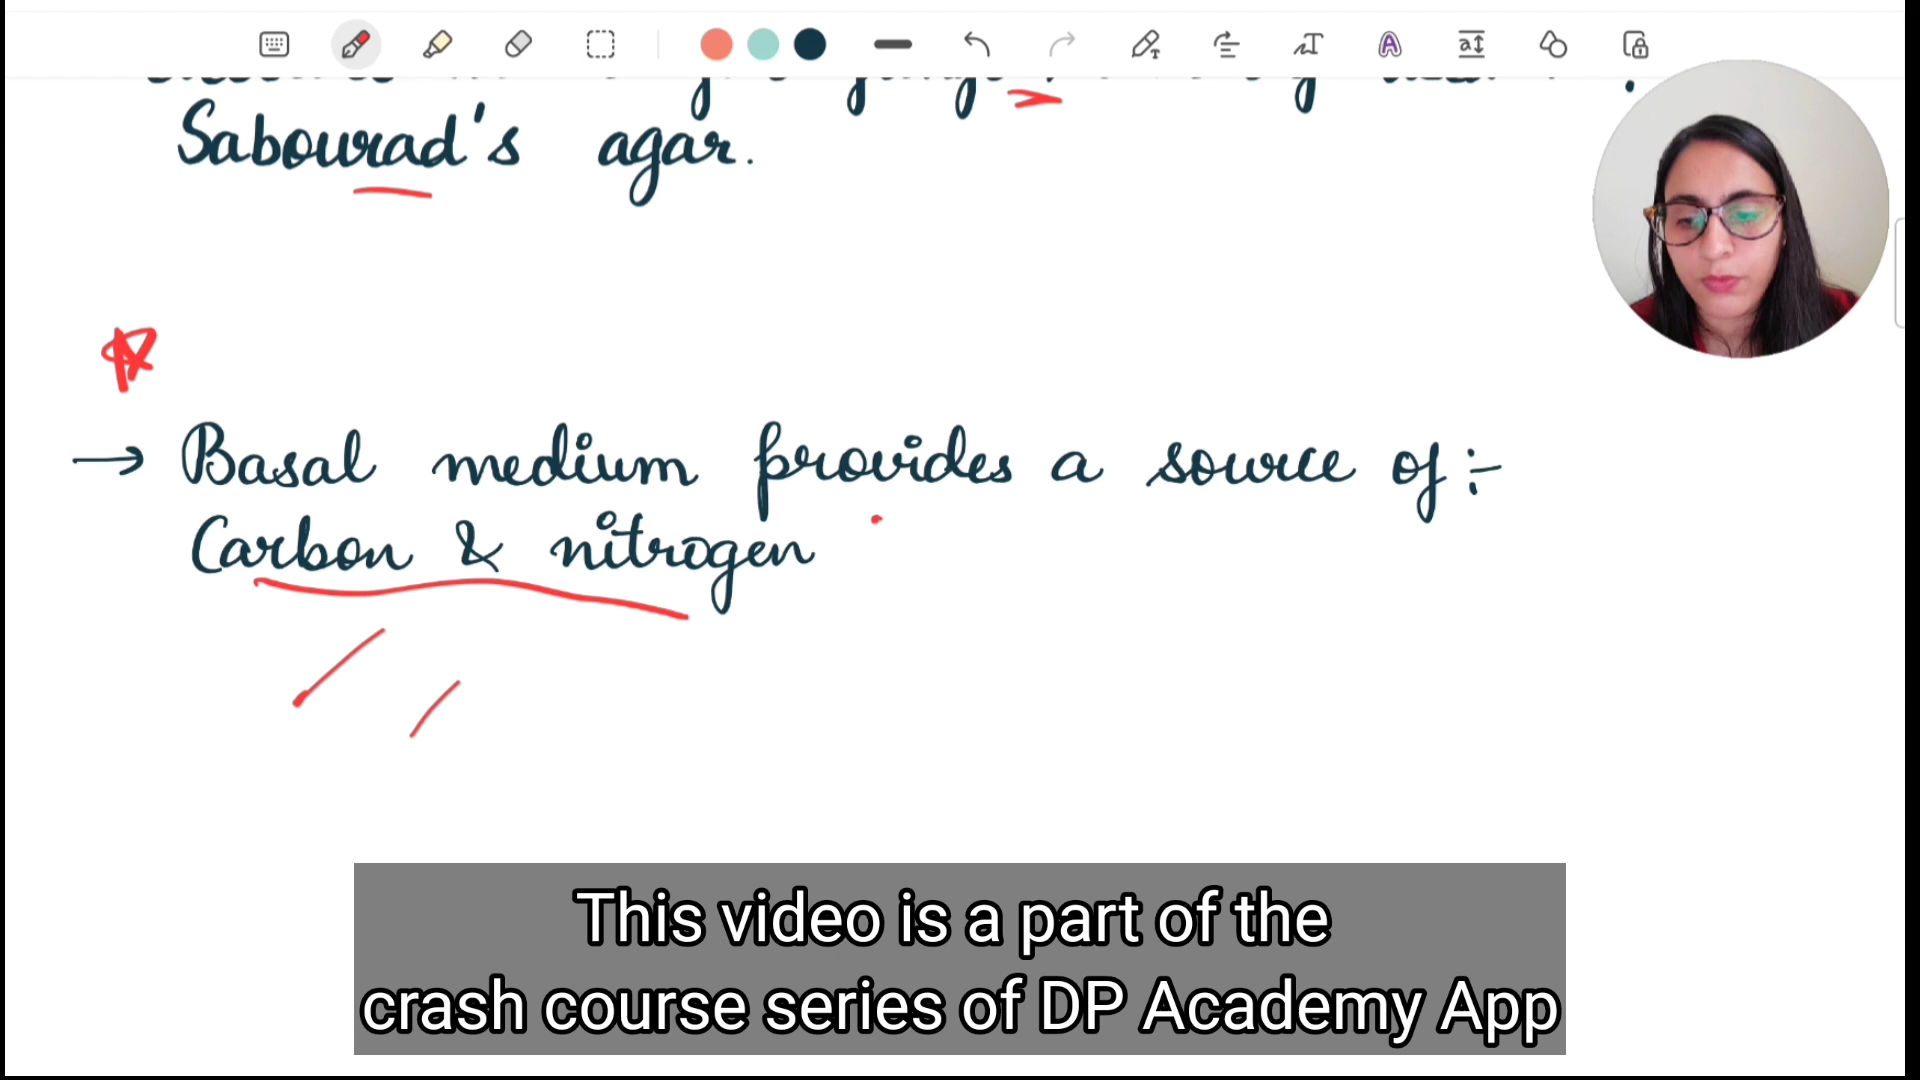 Sabourad's agar.
→ Basal medium provides a source of :-
Carbon & nitrogen
This video is a part of the
crash course series of DP Academy App